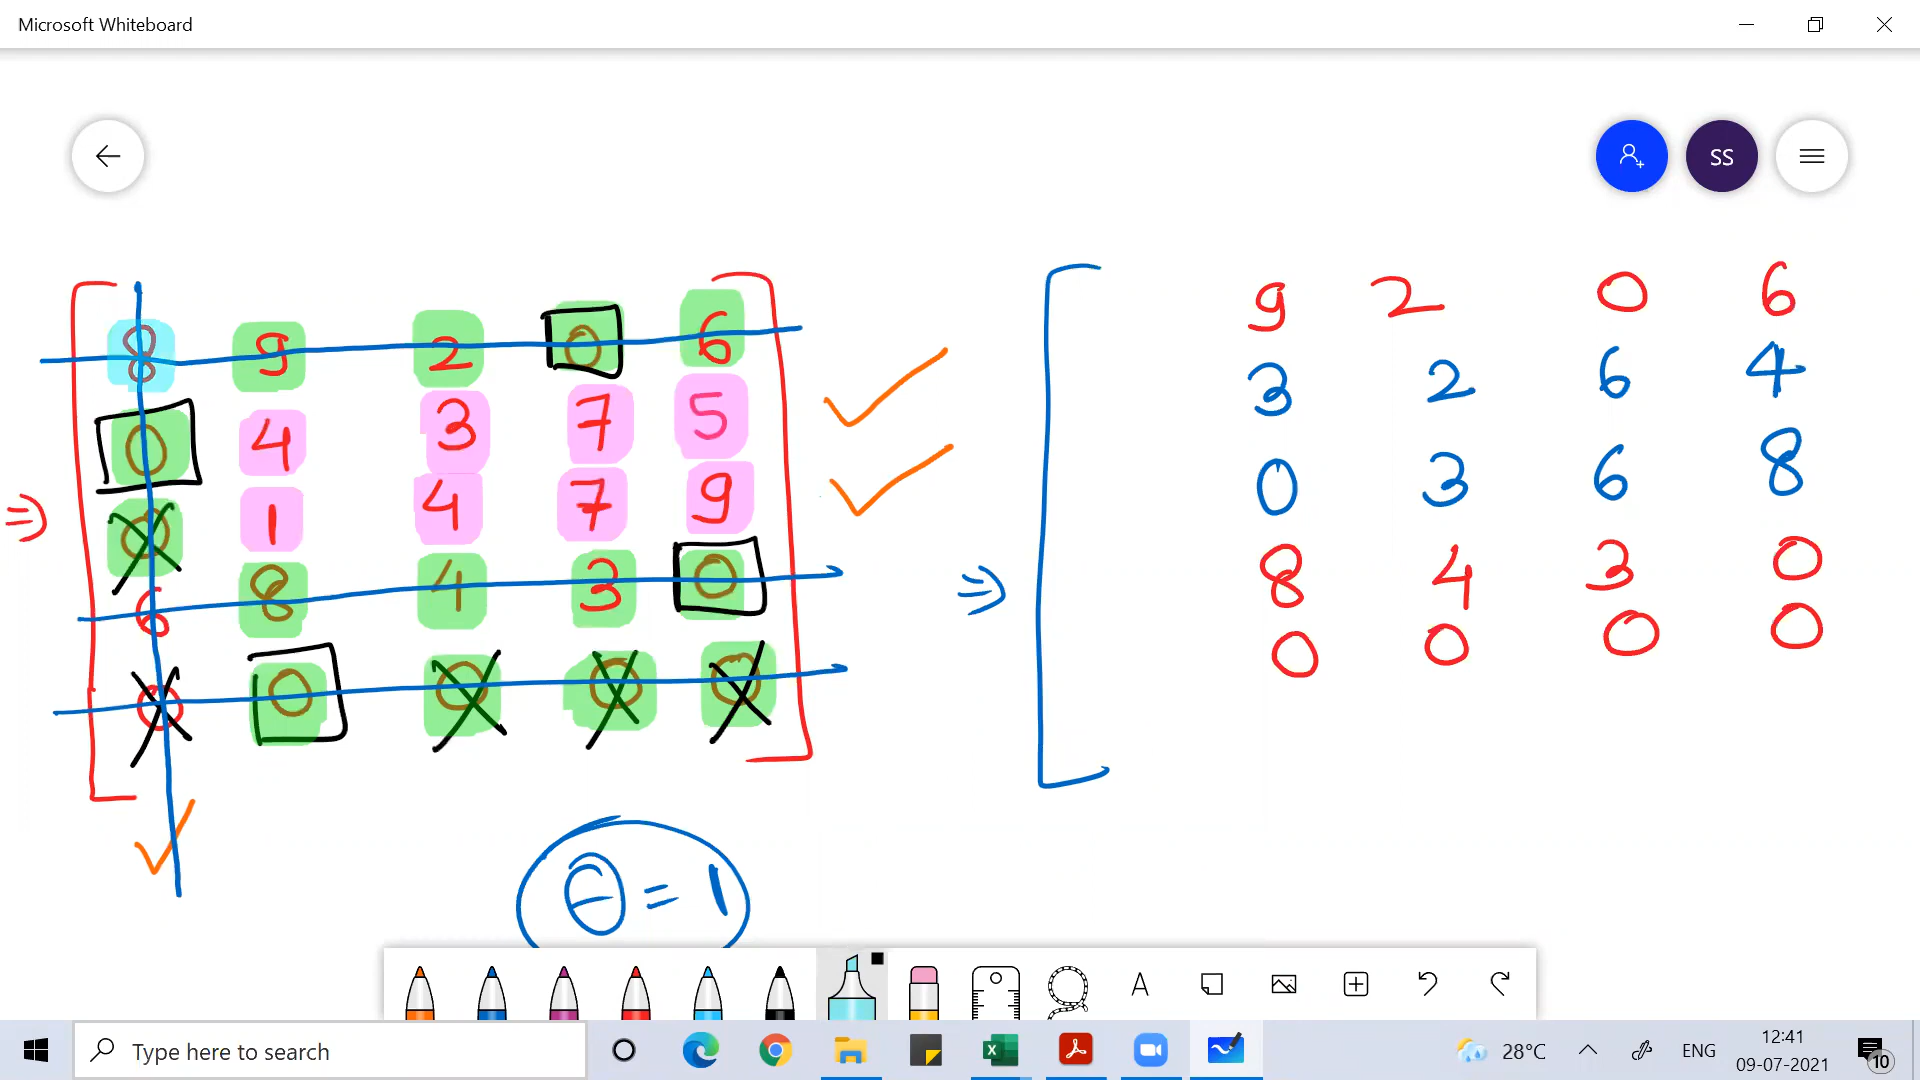 Microsoft Whiteboard
SS
8 9 2 0 6
0 4 3 7 5
0 1 4 7 9
6 8 4 3 0
0 0 0 0 0
⇒
9 2 0 6
3 2 6 4
0 3 6 8
8 4 3 0
0 0 0 0
⇒
θ = 1
A
Type here to search
28°C
ENG
12:41
09-07-2021
10